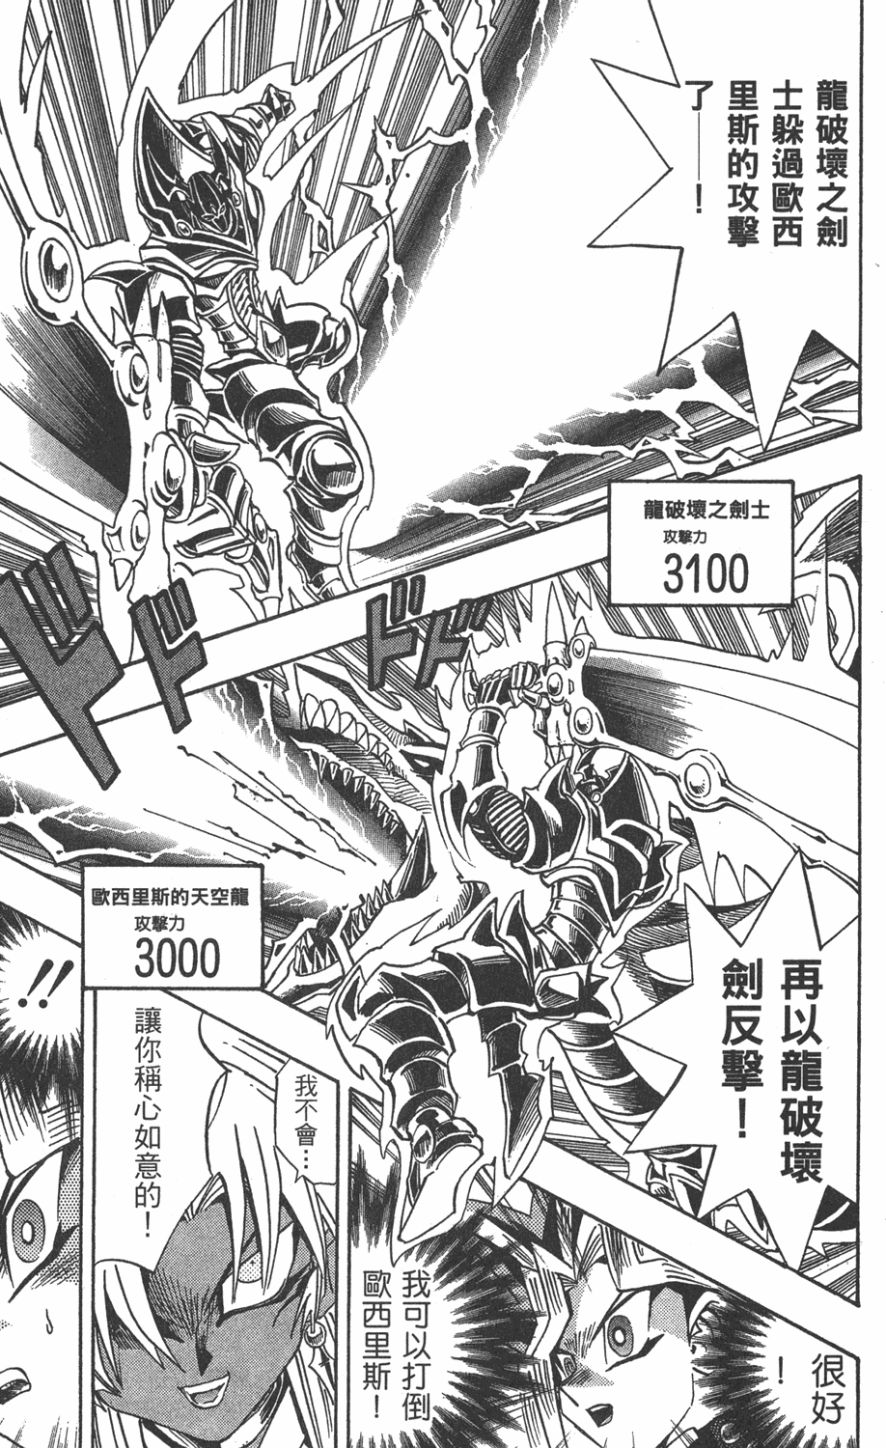 龍破壞之劍
士躲過歐西
里斯的攻擊
了——！
龍破壞之劍士
攻擊力
3100
ドド
ドド
歐西里斯的天空龍
攻擊力
3000
再以龍破壞
劍反擊！
很好
！
我可以打倒
歐西里斯！
我不會…
讓你稱心如意的！
!!